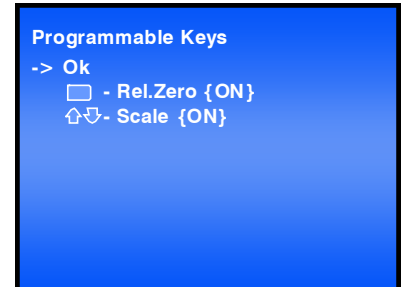 Programmable Keys
-> Ok
- Rel.Zero {ON}
- Scale {ON}